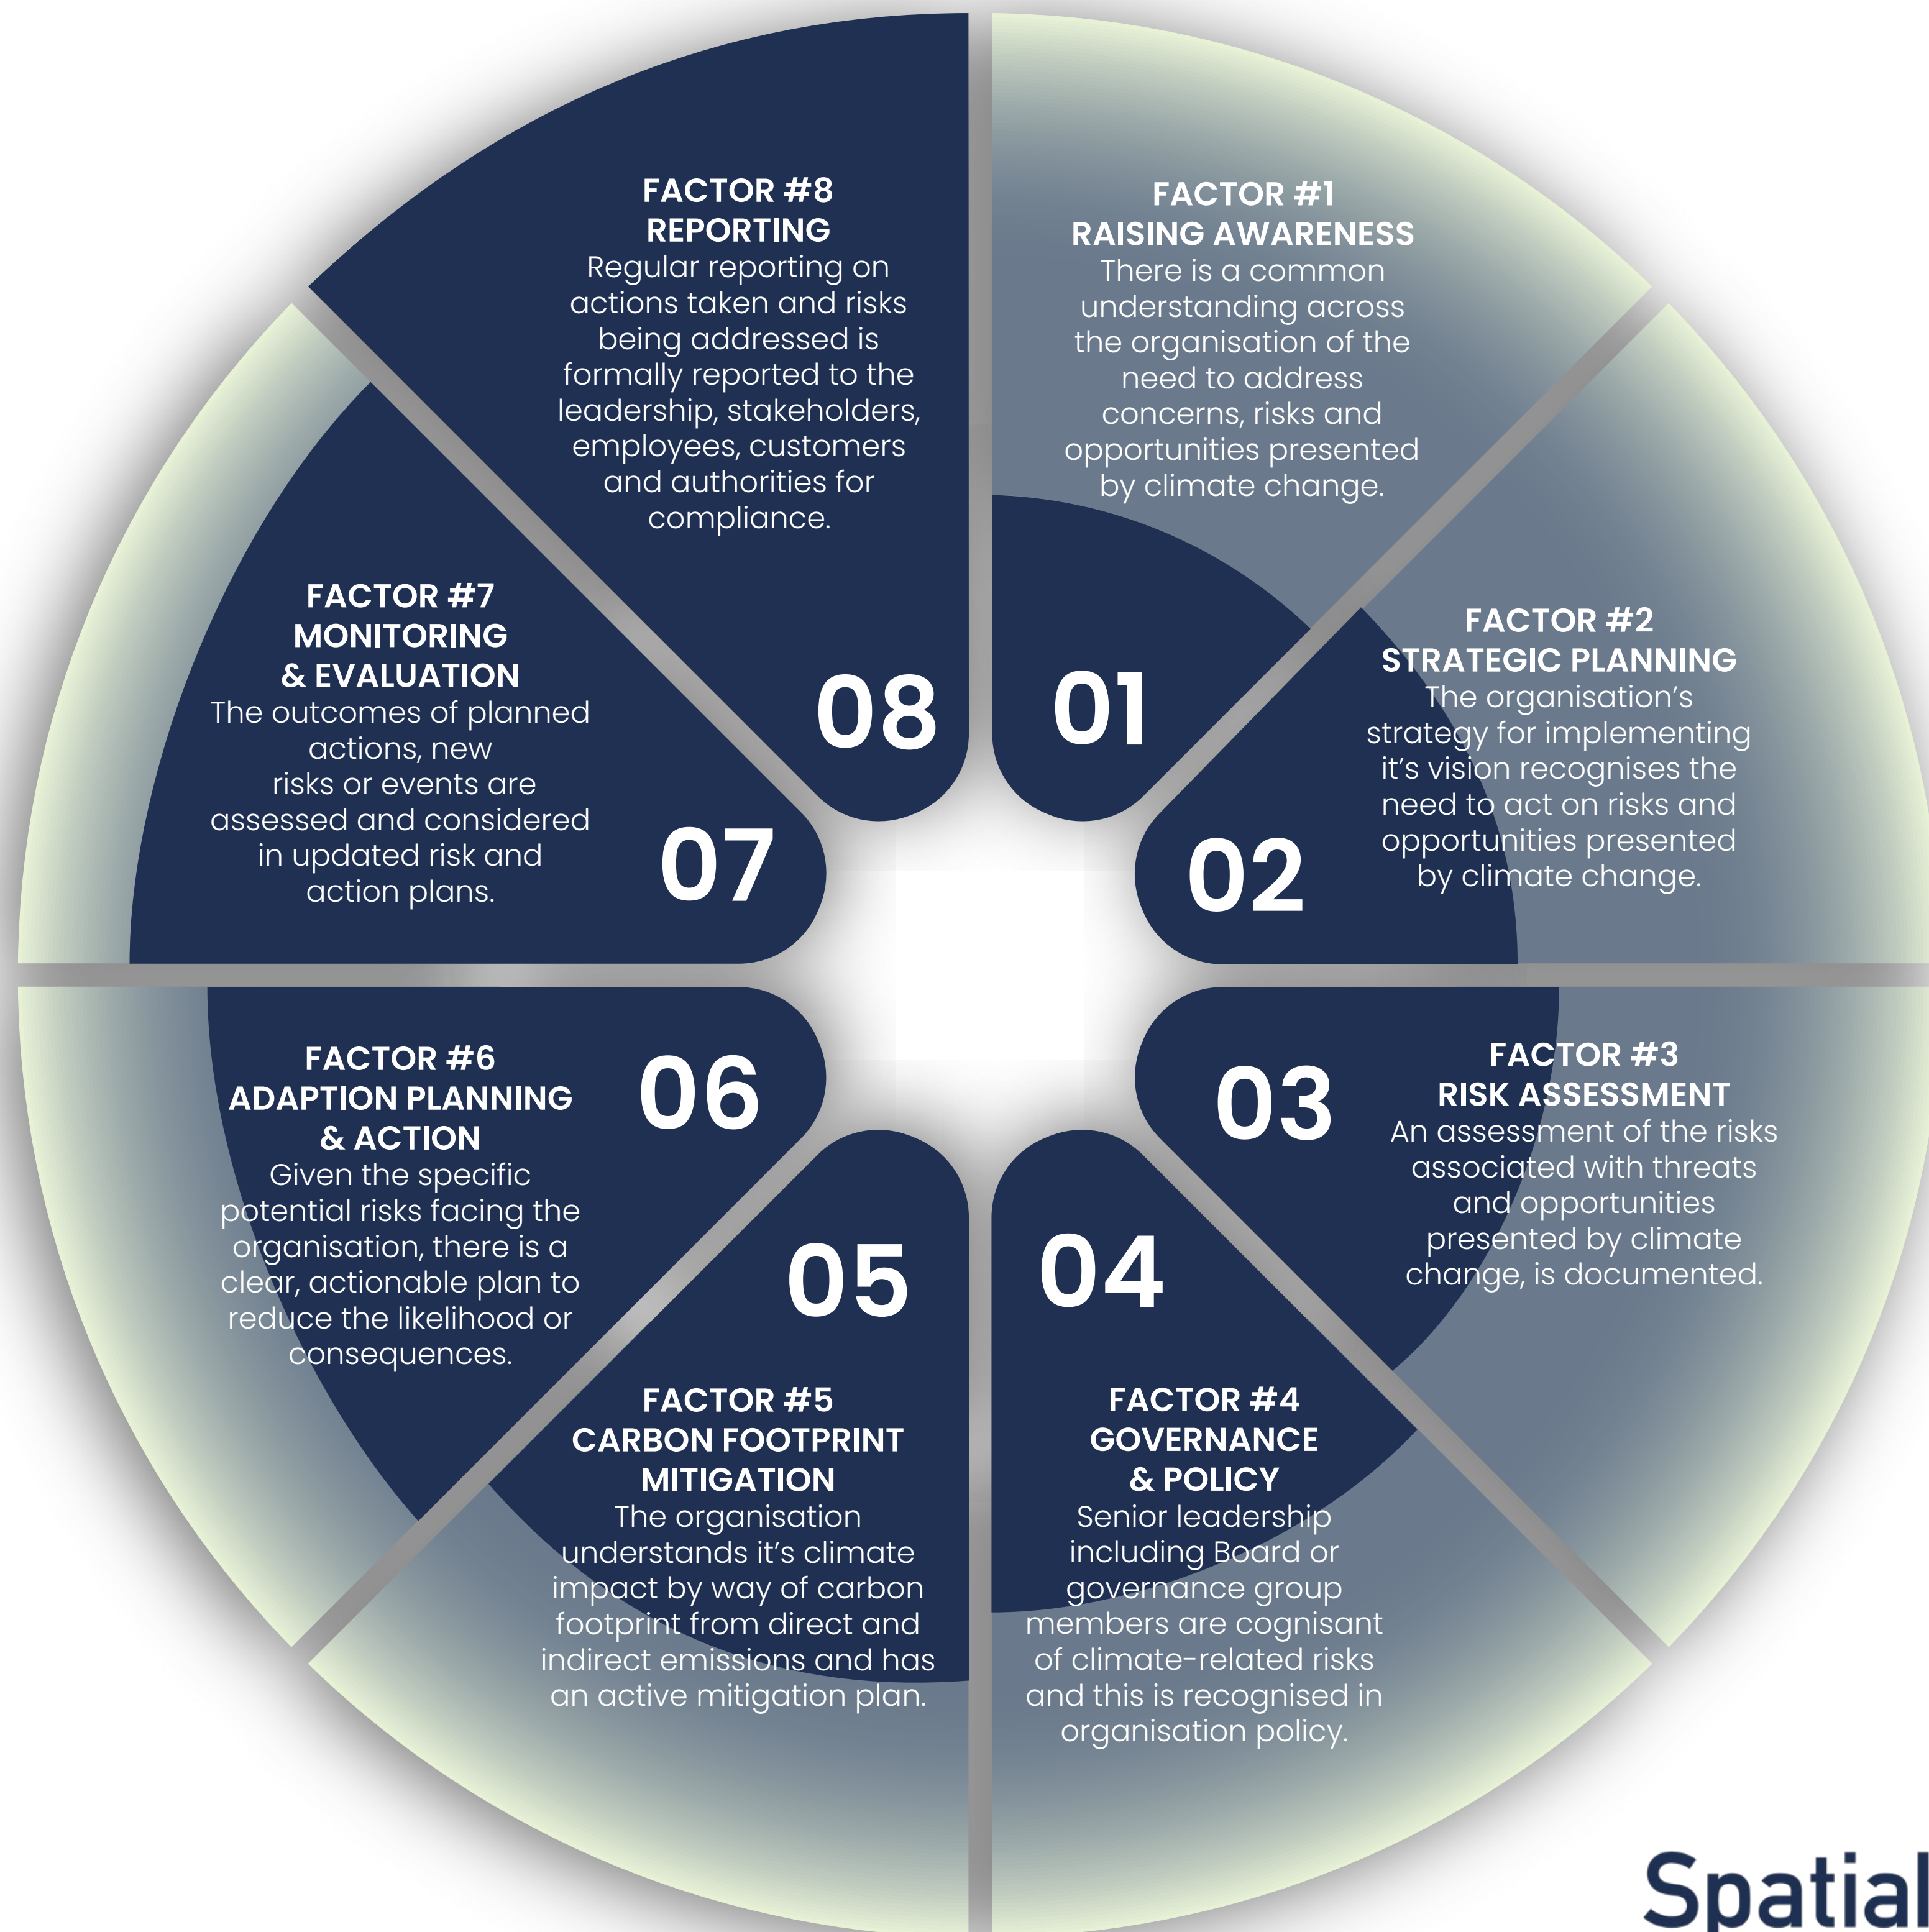 FACTOR #1
RAISING AWARENESS
There is a common
understanding across
the organisation of the
need to address
concerns, risks and
opportunities presented
by climate change.
01
FACTOR #2
STRATEGIC PLANNING
The organisation’s
strategy for implementing
it’s vision recognises the
need to act on risks and
opportunities presented
by climate change.
02
FACTOR #3
RISK ASSESSMENT
An assessment of the risks
associated with threats
and opportunities
presented by climate
change, is documented.
03
04
FACTOR #4
GOVERNANCE
& POLICY
Senior leadership
including Board or
governance group
members are cognisant
of climate-related risks
and this is recognised in
organisation policy.
05
FACTOR #5
CARBON FOOTPRINT
MITIGATION
The organisation
understands it’s climate
impact by way of carbon
footprint from direct and
indirect emissions and has
an active mitigation plan.
06
FACTOR #6
ADAPTION PLANNING
& ACTION
Given the specific
potential risks facing the
organisation, there is a
clear, actionable plan to
reduce the likelihood or
consequences.
FACTOR #7
MONITORING
& EVALUATION
The outcomes of planned
actions, new
risks or events are
assessed and considered
in updated risk and
action plans.
07
FACTOR #8
REPORTING
Regular reporting on
actions taken and risks
being addressed is
formally reported to the
leadership, stakeholders,
employees, customers
and authorities for
compliance.
08
Spatial